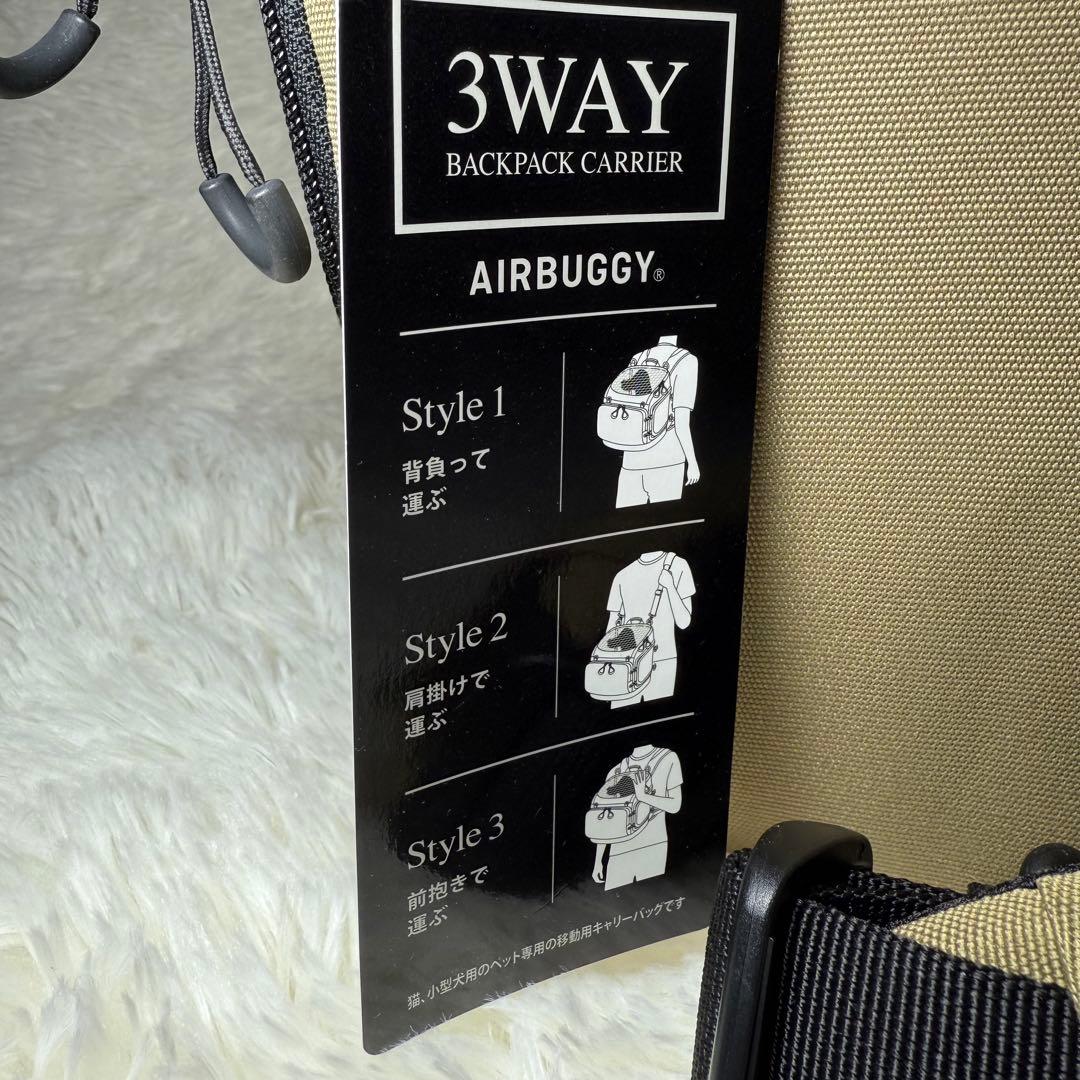 3WAY
BACKPACK CARRIER
AIRBUGGY®
Style 1
背負って
運ぶ
Style 2
肩掛けで
運ぶ
Style 3
前抱きで
運ぶ
猫、小型犬用のペット専用の移動用キャリーバッグです